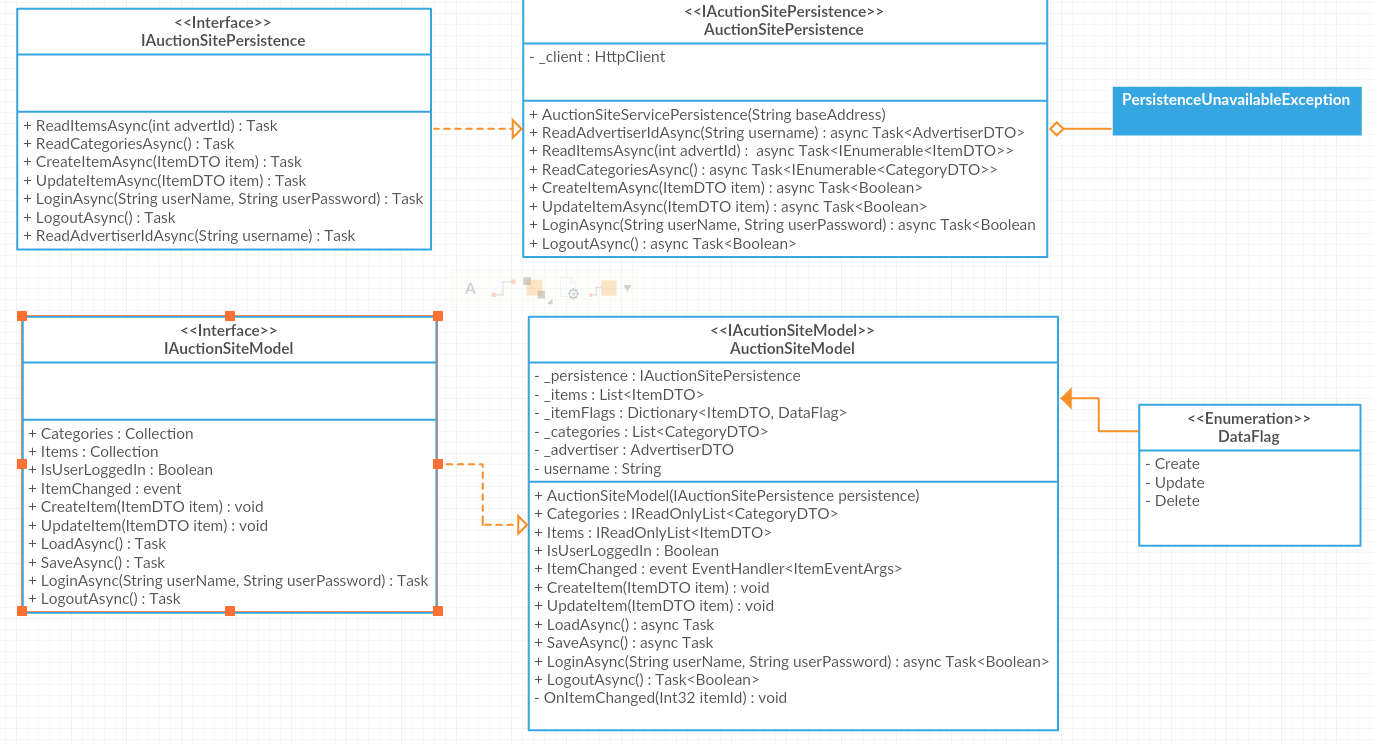 <<Interface>>
IAuctionSitePersistence
+ ReadItemsAsync(int advertId) : Task
+ ReadCategoriesAsync() : Task
+ CreateItemAsync(ItemDTO item) : Task
+ UpdateItemAsync(ItemDTO item) : Task
+ LoginAsync(String userName, String userPassword) : Task
+ LogoutAsync() : Task
+ ReadAdvertiserIdAsync(String username) : Task
<<IAcutionSitePersistence>>
AuctionSitePersistence
- _client : HttpClient
+ AuctionSiteServicePersistence(String baseAddress)
+ ReadAdvertiserIdAsync(String username) : async Task<AdvertiserDTO>
+ ReadItemsAsync(int advertId) :  async Task<IEnumerable<ItemDTO>>
+ ReadCategoriesAsync() : async Task<IEnumerable<CategoryDTO>>
+ CreateItemAsync(ItemDTO item) : async Task<Boolean>
+ UpdateItemAsync(ItemDTO item) : async Task<Boolean>
+ LoginAsync(String userName, String userPassword) : async Task<Boolean
+ LogoutAsync() : async Task<Boolean>
PersistenceUnavailableException
A
<<Interface>>
IAuctionSiteModel
+ Categories : Collection
+ Items : Collection
+ IsUserLoggedIn : Boolean
+ ItemChanged : event
+ CreateItem(ItemDTO item) : void
+ UpdateItem(ItemDTO item) : void
+ LoadAsync() : Task
+ SaveAsync() : Task
+ LoginAsync(String userName, String userPassword) : Task
+ LogoutAsync() : Task
<<IAcutionSiteModel>>
AuctionSiteModel
- _persistence : IAuctionSitePersistence
- _items : List<ItemDTO>
- _itemFlags : Dictionary<ItemDTO, DataFlag>
- _categories : List<CategoryDTO>
- _advertiser : AdvertiserDTO
- username : String
+ AuctionSiteModel(IAuctionSitePersistence persistence)
+ Categories : IReadOnlyList<CategoryDTO>
+ Items : IReadOnlyList<ItemDTO>
+ IsUserLoggedIn : Boolean
+ ItemChanged : event EventHandler<ItemEventArgs>
+ CreateItem(ItemDTO item) : void
+ UpdateItem(ItemDTO item) : void
+ LoadAsync() : async Task
+ SaveAsync() : async Task
+ LoginAsync(String userName, String userPassword) : async Task<Boolean>
+ LogoutAsync() : Task<Boolean>
- OnItemChanged(Int32 itemId) : void
<<Enumeration>>
DataFlag
- Create
- Update
- Delete